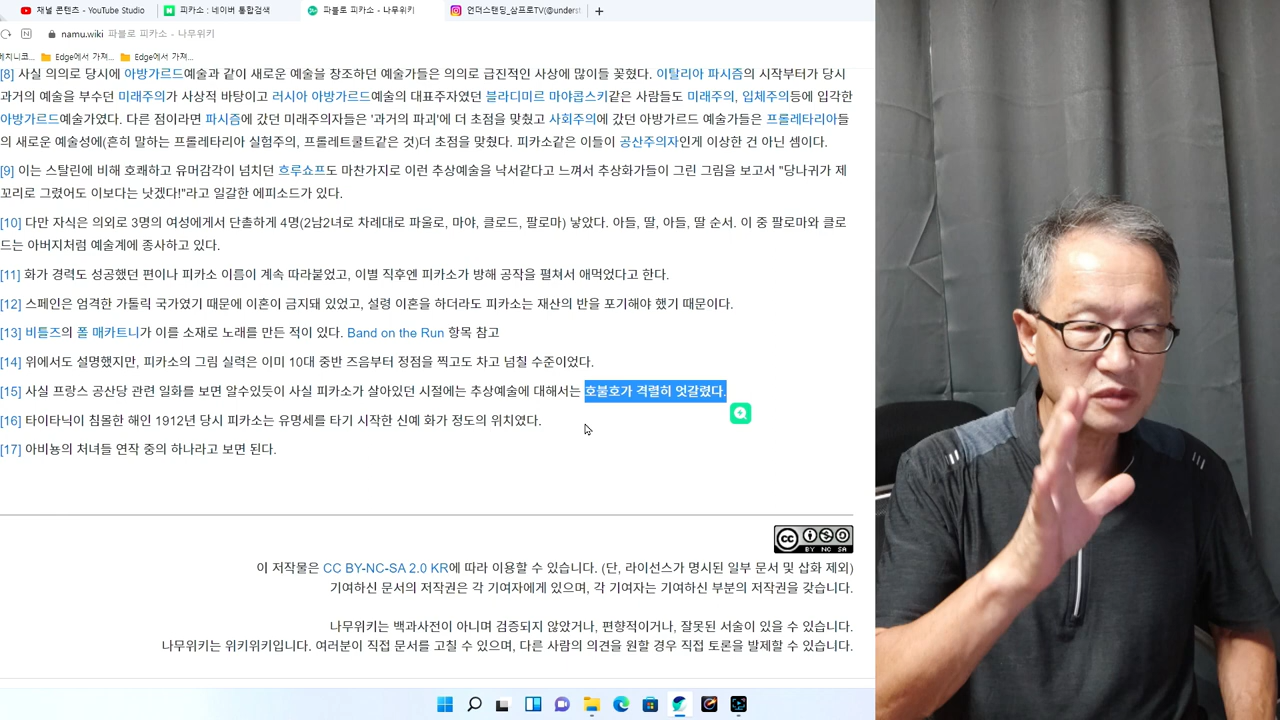 채널 콘텐츠 - YouTube Studio
피카소 : 네이버 통합검색
파블로 피카소 - 나무위키
언더스탠딩_삼프로TV(@underst
N
namu.wiki 파블로 피카소 - 나무위키
Edge에서 가져...
Edge에서 가져...
[8] 사실 의의로 당시에 아방가르드예술과 같이 새로운 예술을 창조하던 예술가들은 의의로 급진적인 사상에 많이들 꽂혔다. 이탈리아 파시즘의 시작부터가 당시
과거의 예술을 부수던 미래주의가 사상적 바탕이고 러시아 아방가르드예술의 대표주자였던 블라디미르 마야콥스키같은 사람들도 미래주의, 입체주의등에 입각한
아방가르드예술가였다. 다른 점이라면 파시즘에 갔던 미래주의자들은 '과거의 파괴'에 더 초점을 맞췄고 사회주의에 갔던 아방가르드 예술가들은 프롤레타리아들
의 새로운 예술성에(흔히 말하는 프롤레타리아 실험주의, 프롤레트쿨트같은 것)더 초점을 맞췄다. 피카소같은 이들이 공산주의자인게 이상한 건 아닌 셈이다.
[9] 이는 스탈린에 비해 호쾌하고 유머감각이 넘치던 흐루쇼프도 마찬가지로 이런 추상예술을 낙서같다고 느껴서 추상화가들이 그린 그림을 보고서 "당나귀가 제
꼬리로 그렸어도 이보다는 낫겠다!"라고 일갈한 에피소드가 있다.
[10] 다만 자식은 의외로 3명의 여성에게서 단촐하게 4명(2남2녀로 차례대로 파울로, 마야, 클로드, 팔로마) 낳았다. 아들, 딸, 아들, 딸 순서. 이 중 팔로마와 클로
드는 아버지처럼 예술계에 종사하고 있다.
[11] 화가 경력도 성공했던 편이나 피카소 이름이 계속 따라붙었고, 이별 직후엔 피카소가 방해 공작을 펼쳐서 애먹었다고 한다.
[12] 스페인은 엄격한 가톨릭 국가였기 때문에 이혼이 금지돼 있었고, 설령 이혼을 하더라도 피카소는 재산의 반을 포기해야 했기 때문이다.
[13] 비틀즈의 폴 매카트니가 이를 소재로 노래를 만든 적이 있다. Band on the Run 항목 참고
[14] 위에서도 설명했지만, 피카소의 그림 실력은 이미 10대 중반 즈음부터 정점을 찍고도 차고 넘칠 수준이었다.
[15] 사실 프랑스 공산당 관련 일화를 보면 알수있듯이 사실 피카소가 살아있던 시절에는 추상예술에 대해서는 호불호가 격렬히 엇갈렸다.
[16] 타이타닉이 침몰한 해인 1912년 당시 피카소는 유명세를 타기 시작한 신예 화가 정도의 위치였다.
[17] 아비뇽의 처녀들 연작 중의 하나라고 보면 된다.
cc BY NC SA
이 저작물은 CC BY-NC-SA 2.0 KR에 따라 이용할 수 있습니다. (단, 라이선스가 명시된 일부 문서 및 삽화 제외)
기여하신 문서의 저작권은 각 기여자에게 있으며, 각 기여자는 기여하신 부분의 저작권을 갖습니다.
나무위키는 백과사전이 아니며 검증되지 않았거나, 편향적이거나, 잘못된 서술이 있을 수 있습니다.
나무위키는 위키위키입니다. 여러분이 직접 문서를 고칠 수 있으며, 다른 사람의 의견을 원할 경우 직접 토론을 발제할 수 있습니다.